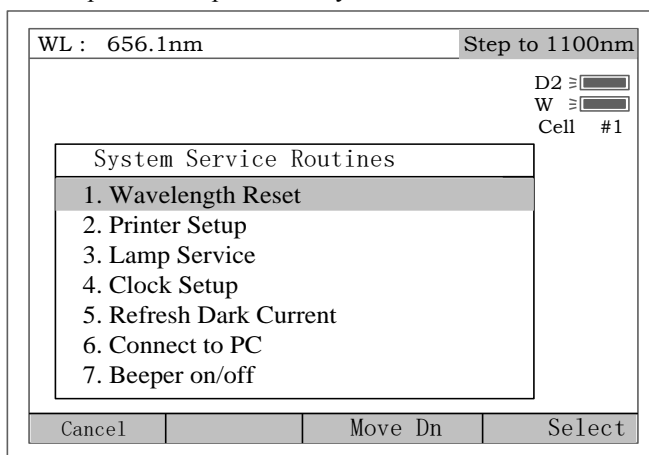 WL : 656.1nm Step to 1100nm
D2
W
Cell #1
System Service Routines
1. Wavelength Reset
2. Printer Setup
3. Lamp Service
4. Clock Setup
5. Refresh Dark Current
6. Connect to PC
7. Beeper on/off
Cancel Move Dn Select